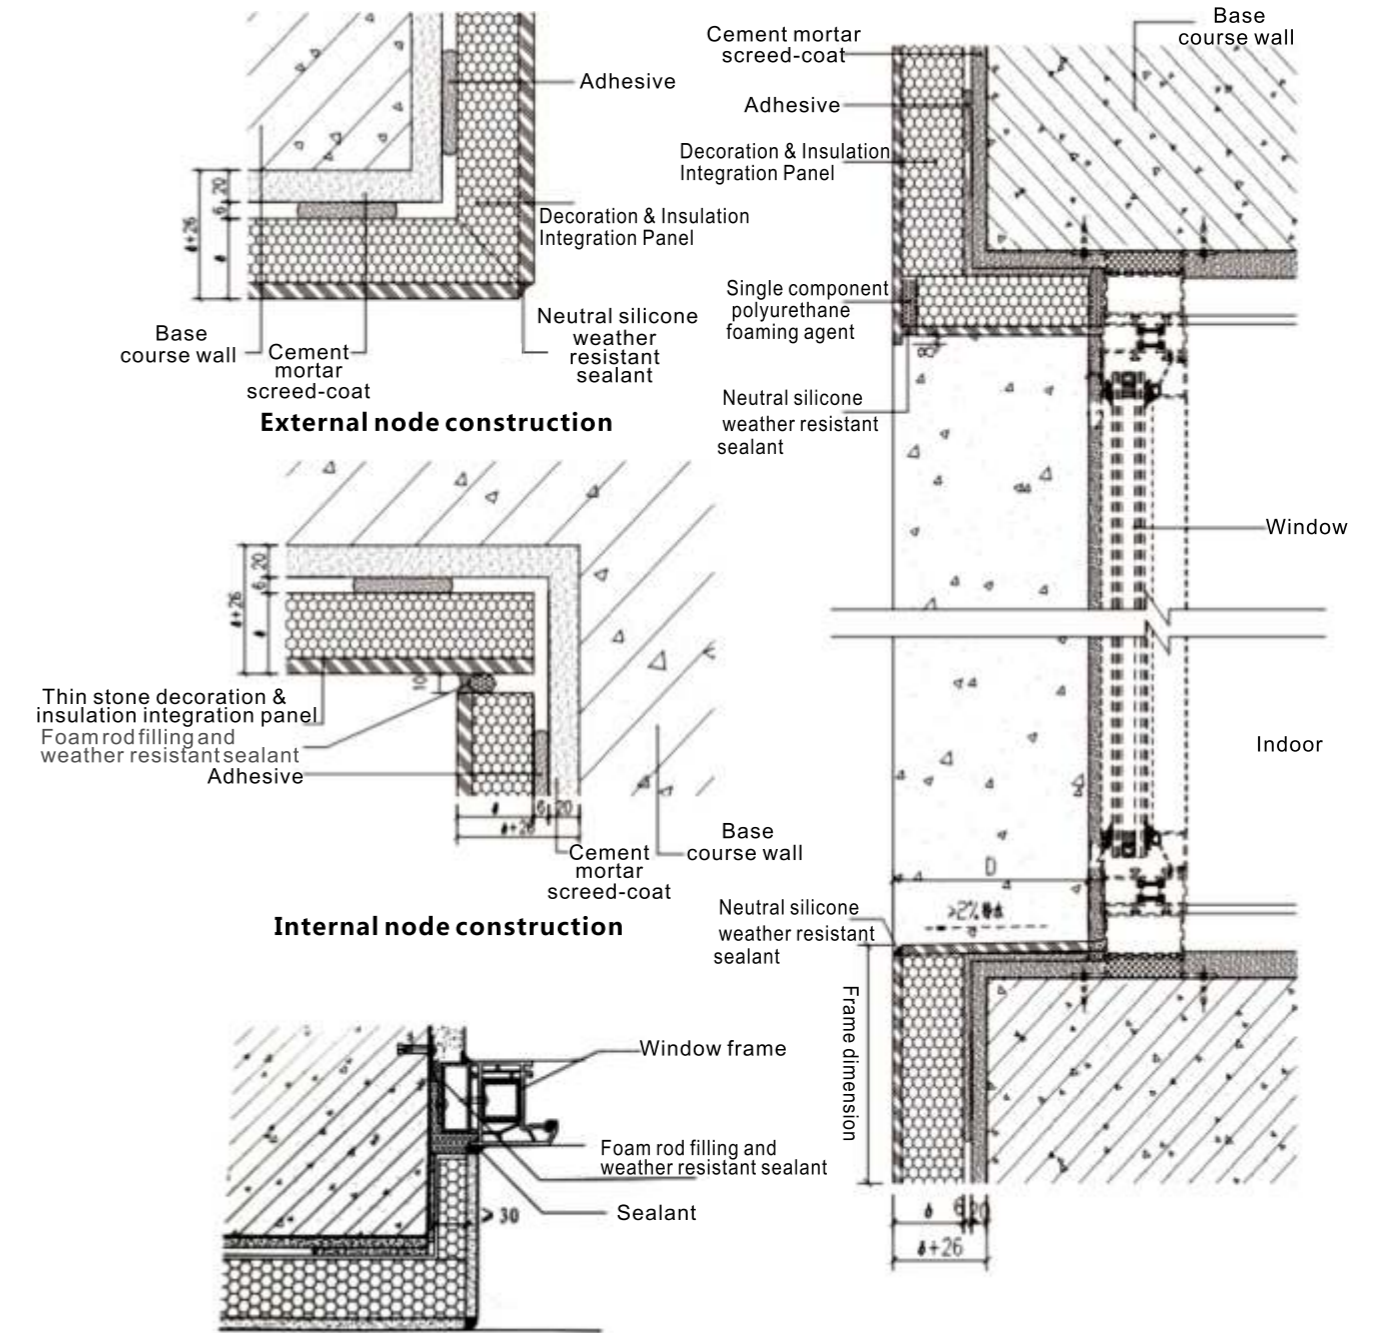 Adhesive
20
6
δ+26
δ
Decoration & Insulation
Integration Panel
Base
course wall
Cement
mortar
screed-coat
Neutral silicone
weather
resistant
sealant
External node construction
20
6
δ+26
δ
10
Thin stone decoration &
insulation integration panel
Foam rod filling and
weather resistant sealant
Adhesive
δ 6 20
δ+26
Cement
mortar
screed-coat
Base
course wall
Internal node construction
Window frame
Foam rod filling and
weather resistant sealant
≥30
Sealant
Cement mortar
screed-coat
Base
course wall
Adhesive
Decoration & Insulation
Integration Panel
Single component
polyurethane
foaming agent
8
Neutral silicone
weather resistant
sealant
Window
Indoor
D
Neutral silicone
weather resistant
sealant
>2%
Frame dimension
δ 6 20
δ+26